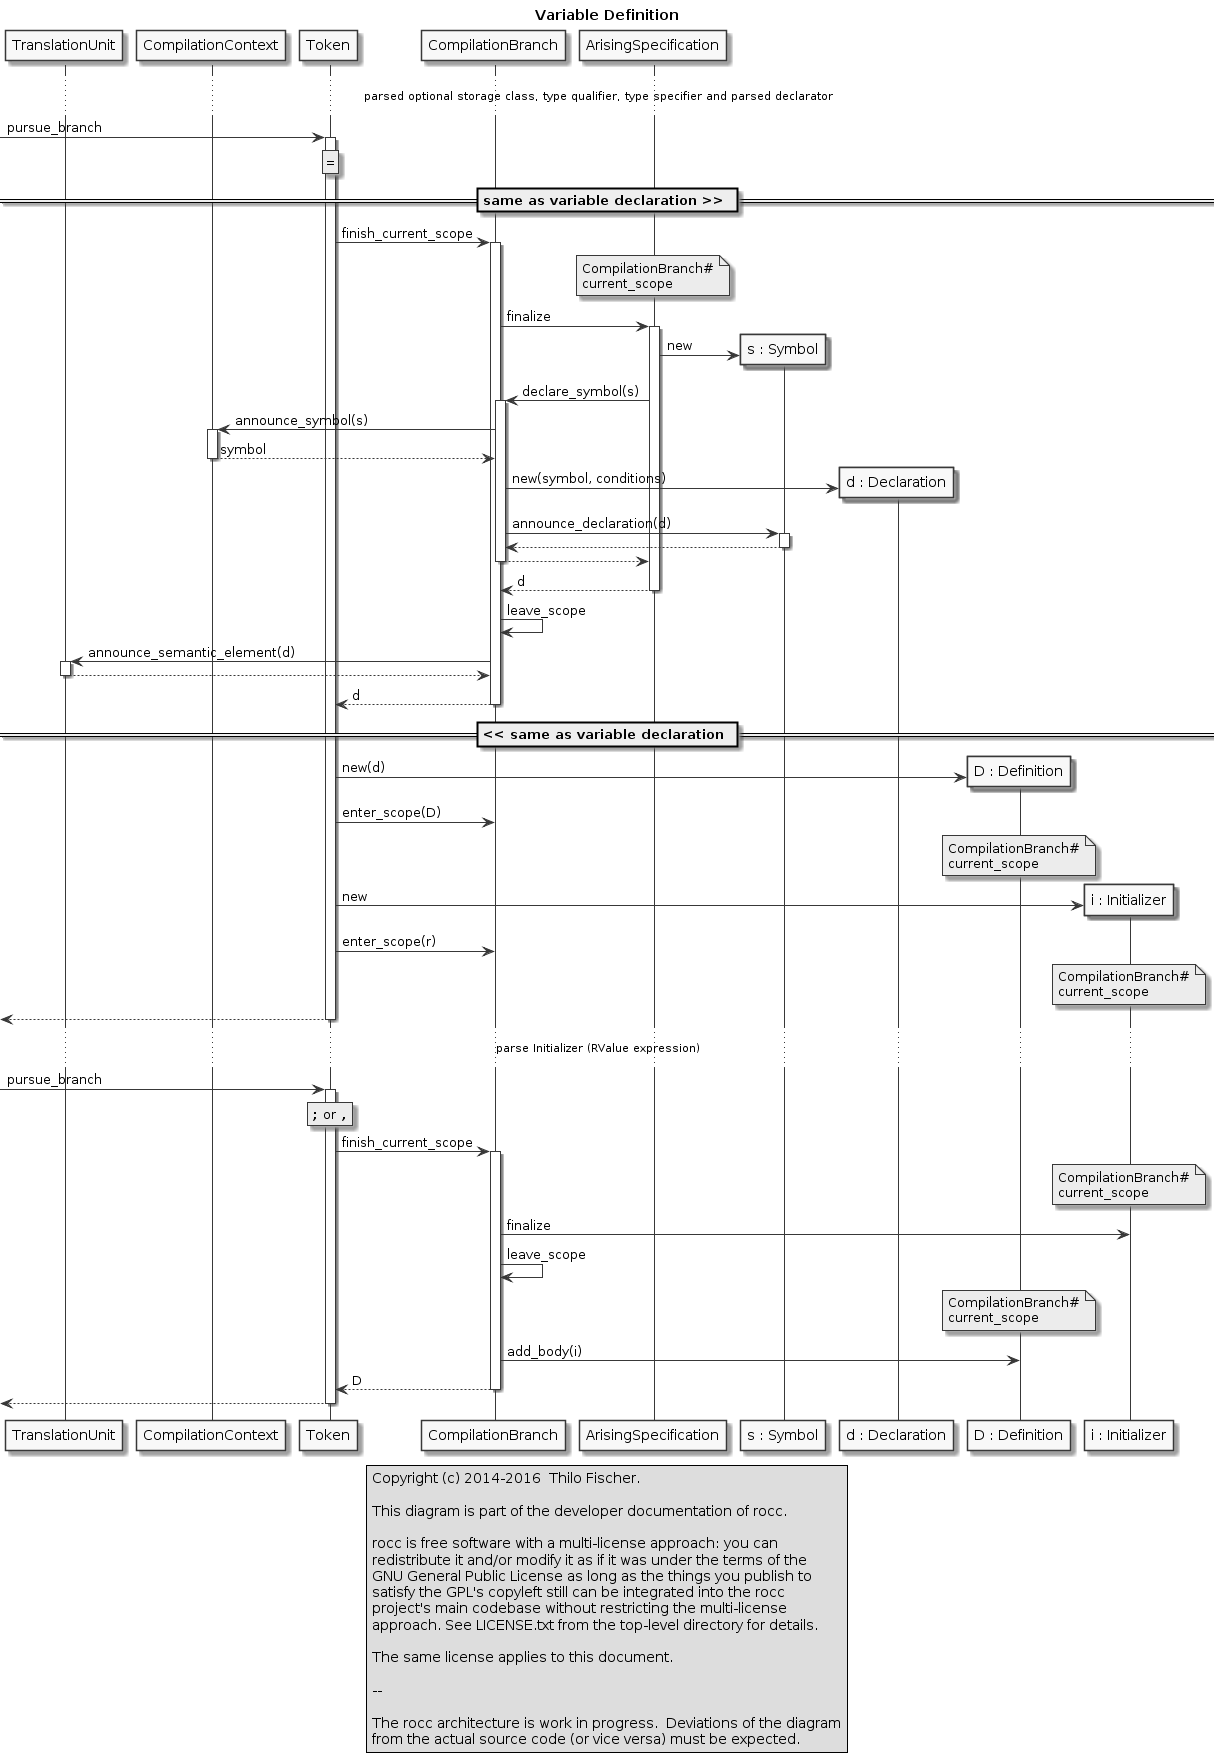 Variable Definition
TranslationUnit
CompilationContext
Token
CompilationBranch
ArisingSpecification
parsed optional storage class, type qualifier, type specifier and parsed declarator
pursue_branch
=
same as variable declaration >>
finish_current_scope
CompilationBranch#
current_scope
finalize
new
s : Symbol
declare_symbol(s)
announce_symbol(s)
symbol
new(symbol, conditions)
d : Declaration
announce_declaration(d)
d
leave_scope
announce_semantic_element(d)
d
<< same as variable declaration
new(d)
D : Definition
enter_scope(D)
CompilationBranch#
current_scope
new
i : Initializer
enter_scope(r)
CompilationBranch#
current_scope
parse Initializer (RValue expression)
pursue_branch
; or ,
finish_current_scope
CompilationBranch#
current_scope
finalize
leave_scope
CompilationBranch#
current_scope
add_body(i)
D
TranslationUnit
CompilationContext
Token
CompilationBranch
ArisingSpecification
s : Symbol
d : Declaration
D : Definition
i : Initializer
Copyright (c) 2014-2016  Thilo Fischer.
This diagram is part of the developer documentation of rocc.
rocc is free software with a multi-license approach: you can
redistribute it and/or modify it as if it was under the terms of the
GNU General Public License as long as the things you publish to
satisfy the GPL's copyleft still can be integrated into the rocc
project's main codebase without restricting the multi-license
approach. See LICENSE.txt from the top-level directory for details.
The same license applies to this document.
--
The rocc architecture is work in progress.  Deviations of the diagram
from the actual source code (or vice versa) must be expected.